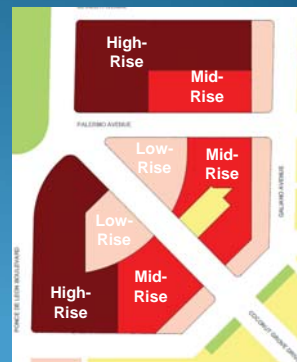 High-
Rise
Mid-
Rise
PALERMO AVENUE
Low-
Rise
Mid-
Rise
Low-
Rise
High-
Rise
Mid-
Rise
PONCE DE LEON BOULEVARD
GALIANO AVENUE
COCONUT GROVE